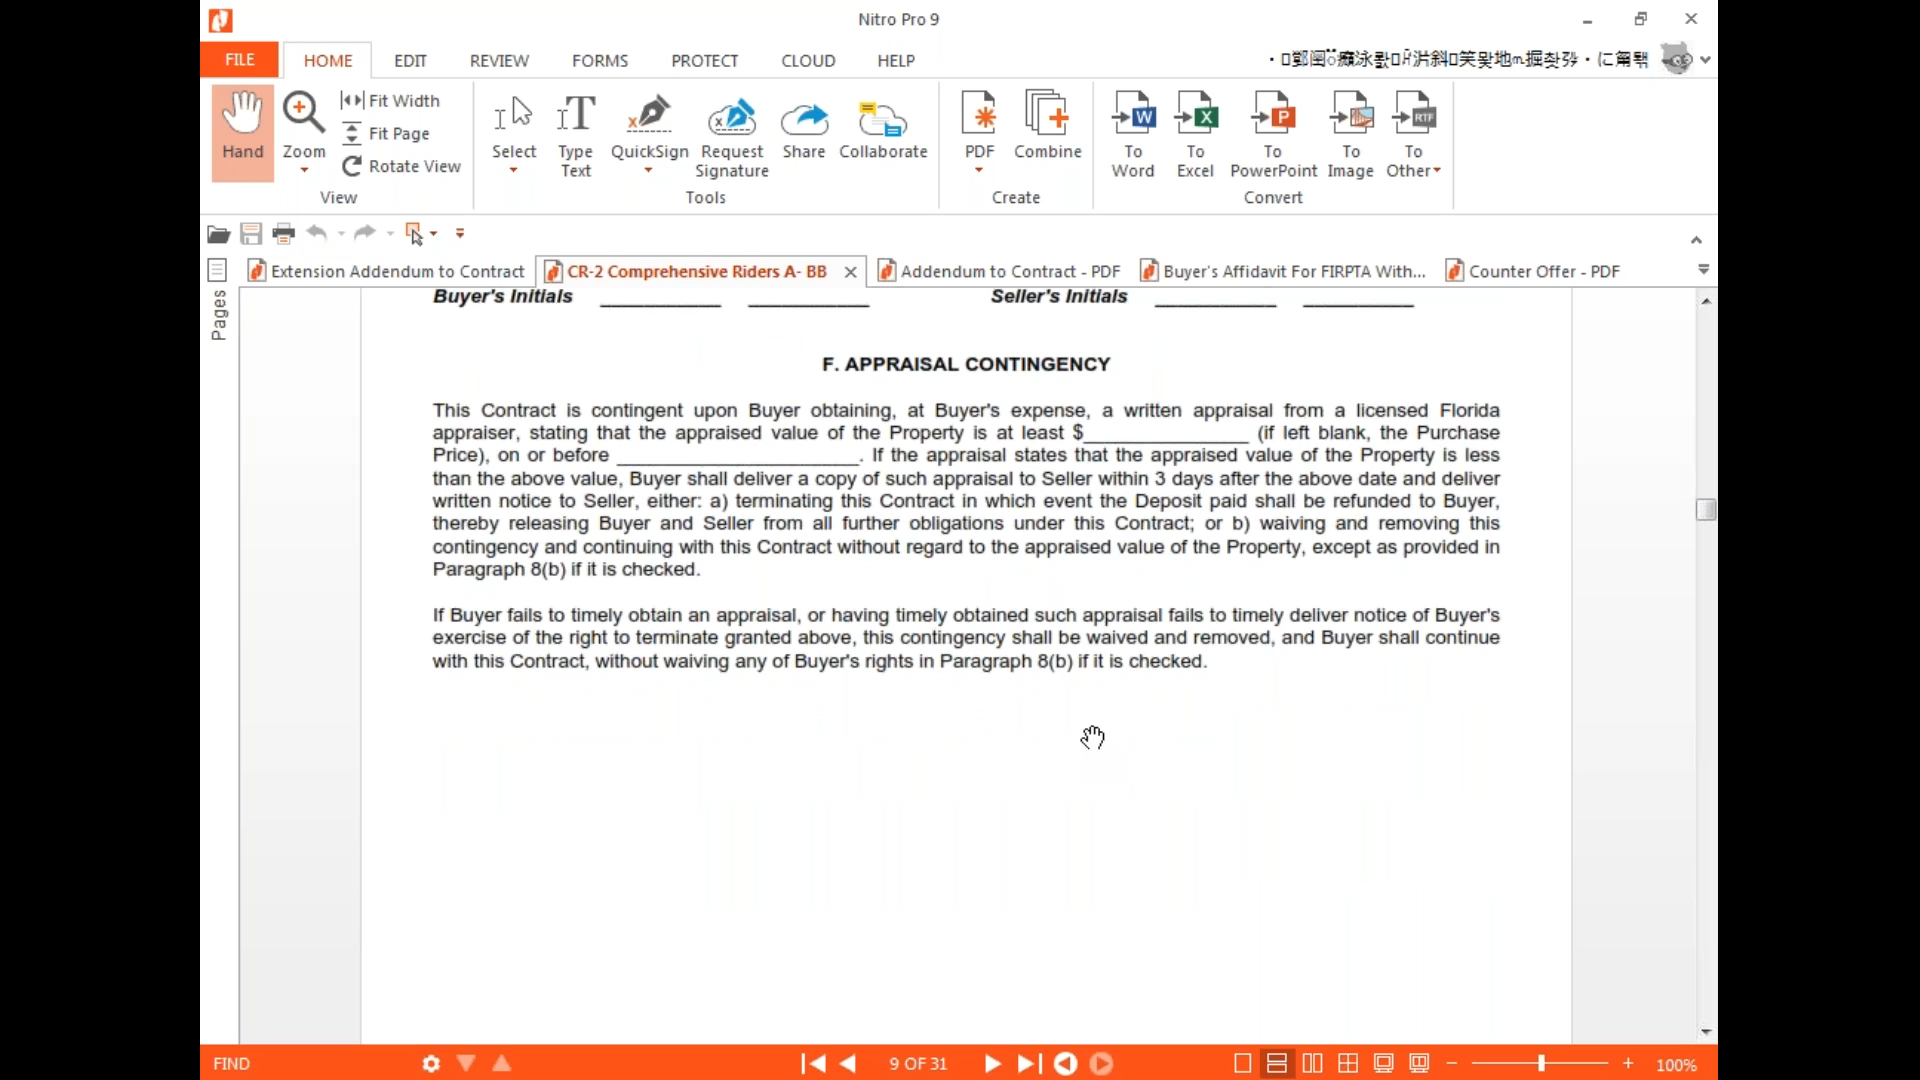 Nitro Pro 9
FILE HOME EDIT REVIEW FORMS PROTECT CLOUD HELP
Hand
Zoom
Fit Width
Fit Page
Rotate View
View
Select
Type Text
QuickSign
Request Signature
Share
Collaborate
Tools
PDF
Combine
Create
To Word
To Excel
To PowerPoint
To Image
To Other
Convert
Extension Addendum to Contract
CR-2 Comprehensive Riders A- BB
Addendum to Contract - PDF
Buyer's Affidavit For FIRPTA With...
Counter Offer - PDF
Pages
Buyer's Initials ____________ ____________ Seller's Initials ____________ ___________
F. APPRAISAL CONTINGENCY
This Contract is contingent upon Buyer obtaining, at Buyer's expense, a written appraisal from a licensed Florida
appraiser, stating that the appraised value of the Property is at least $________________ (if left blank, the Purchase
Price), on or before ________________________. If the appraisal states that the appraised value of the Property is less
than the above value, Buyer shall deliver a copy of such appraisal to Seller within 3 days after the above date and deliver
written notice to Seller, either: a) terminating this Contract in which event the Deposit paid shall be refunded to Buyer,
thereby releasing Buyer and Seller from all further obligations under this Contract; or b) waiving and removing this
contingency and continuing with this Contract without regard to the appraised value of the Property, except as provided in
Paragraph 8(b) if it is checked.
If Buyer fails to timely obtain an appraisal, or having timely obtained such appraisal fails to timely deliver notice of Buyer's
exercise of the right to terminate granted above, this contingency shall be waived and removed, and Buyer shall continue
with this Contract, without waiving any of Buyer's rights in Paragraph 8(b) if it is checked.
FIND
9 OF 31
100%